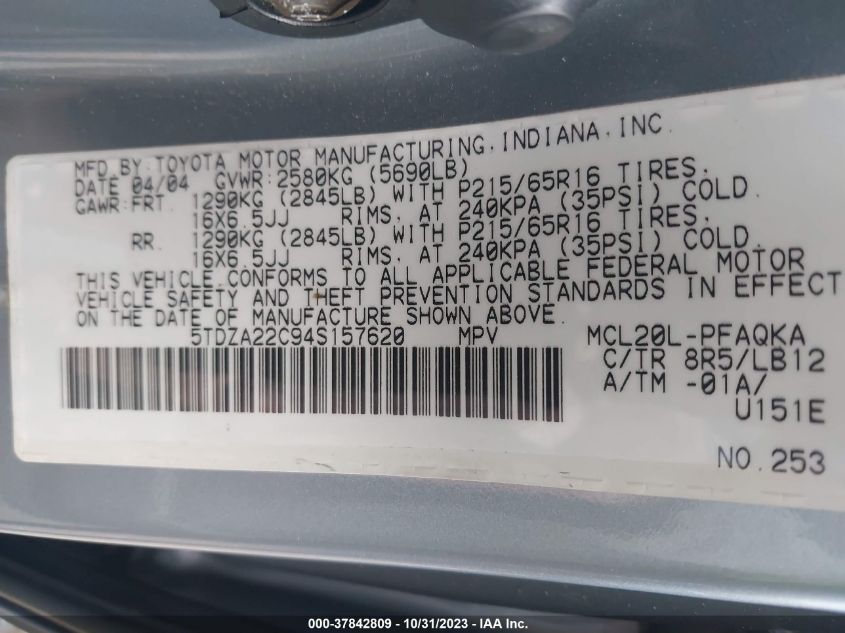 MFD.BY:TOYOTA MOTOR MANUFACTURING,INDIANA,INC.
DATE 04/04 GVWR:2580KG (5690LB)
GAWR:FRT. 1290KG (2845LB) WITH P215/65R16 TIRES,
16X6.5JJ RIMS, AT 240KPA (35PSI) COLD.
RR. 1290KG (2845LB) WITH P215/65R16 TIRES,
16X6.5JJ RIMS, AT 240KPA (35PSI) COLD.
THIS VEHICLE CONFORMS TO ALL APPLICABLE FEDERAL MOTOR
VEHICLE SAFETY AND THEFT PREVENTION STANDARDS IN EFFECT
ON THE DATE OF MANUFACTURE SHOWN ABOVE.
5TDZA22C94S157620 MPV MCL20L-PFAQKA
C/TR 8R5/LB12
A/TM -01A/
U151E
NO.253
000-37842809 - 10/31/2023 - IAA Inc.